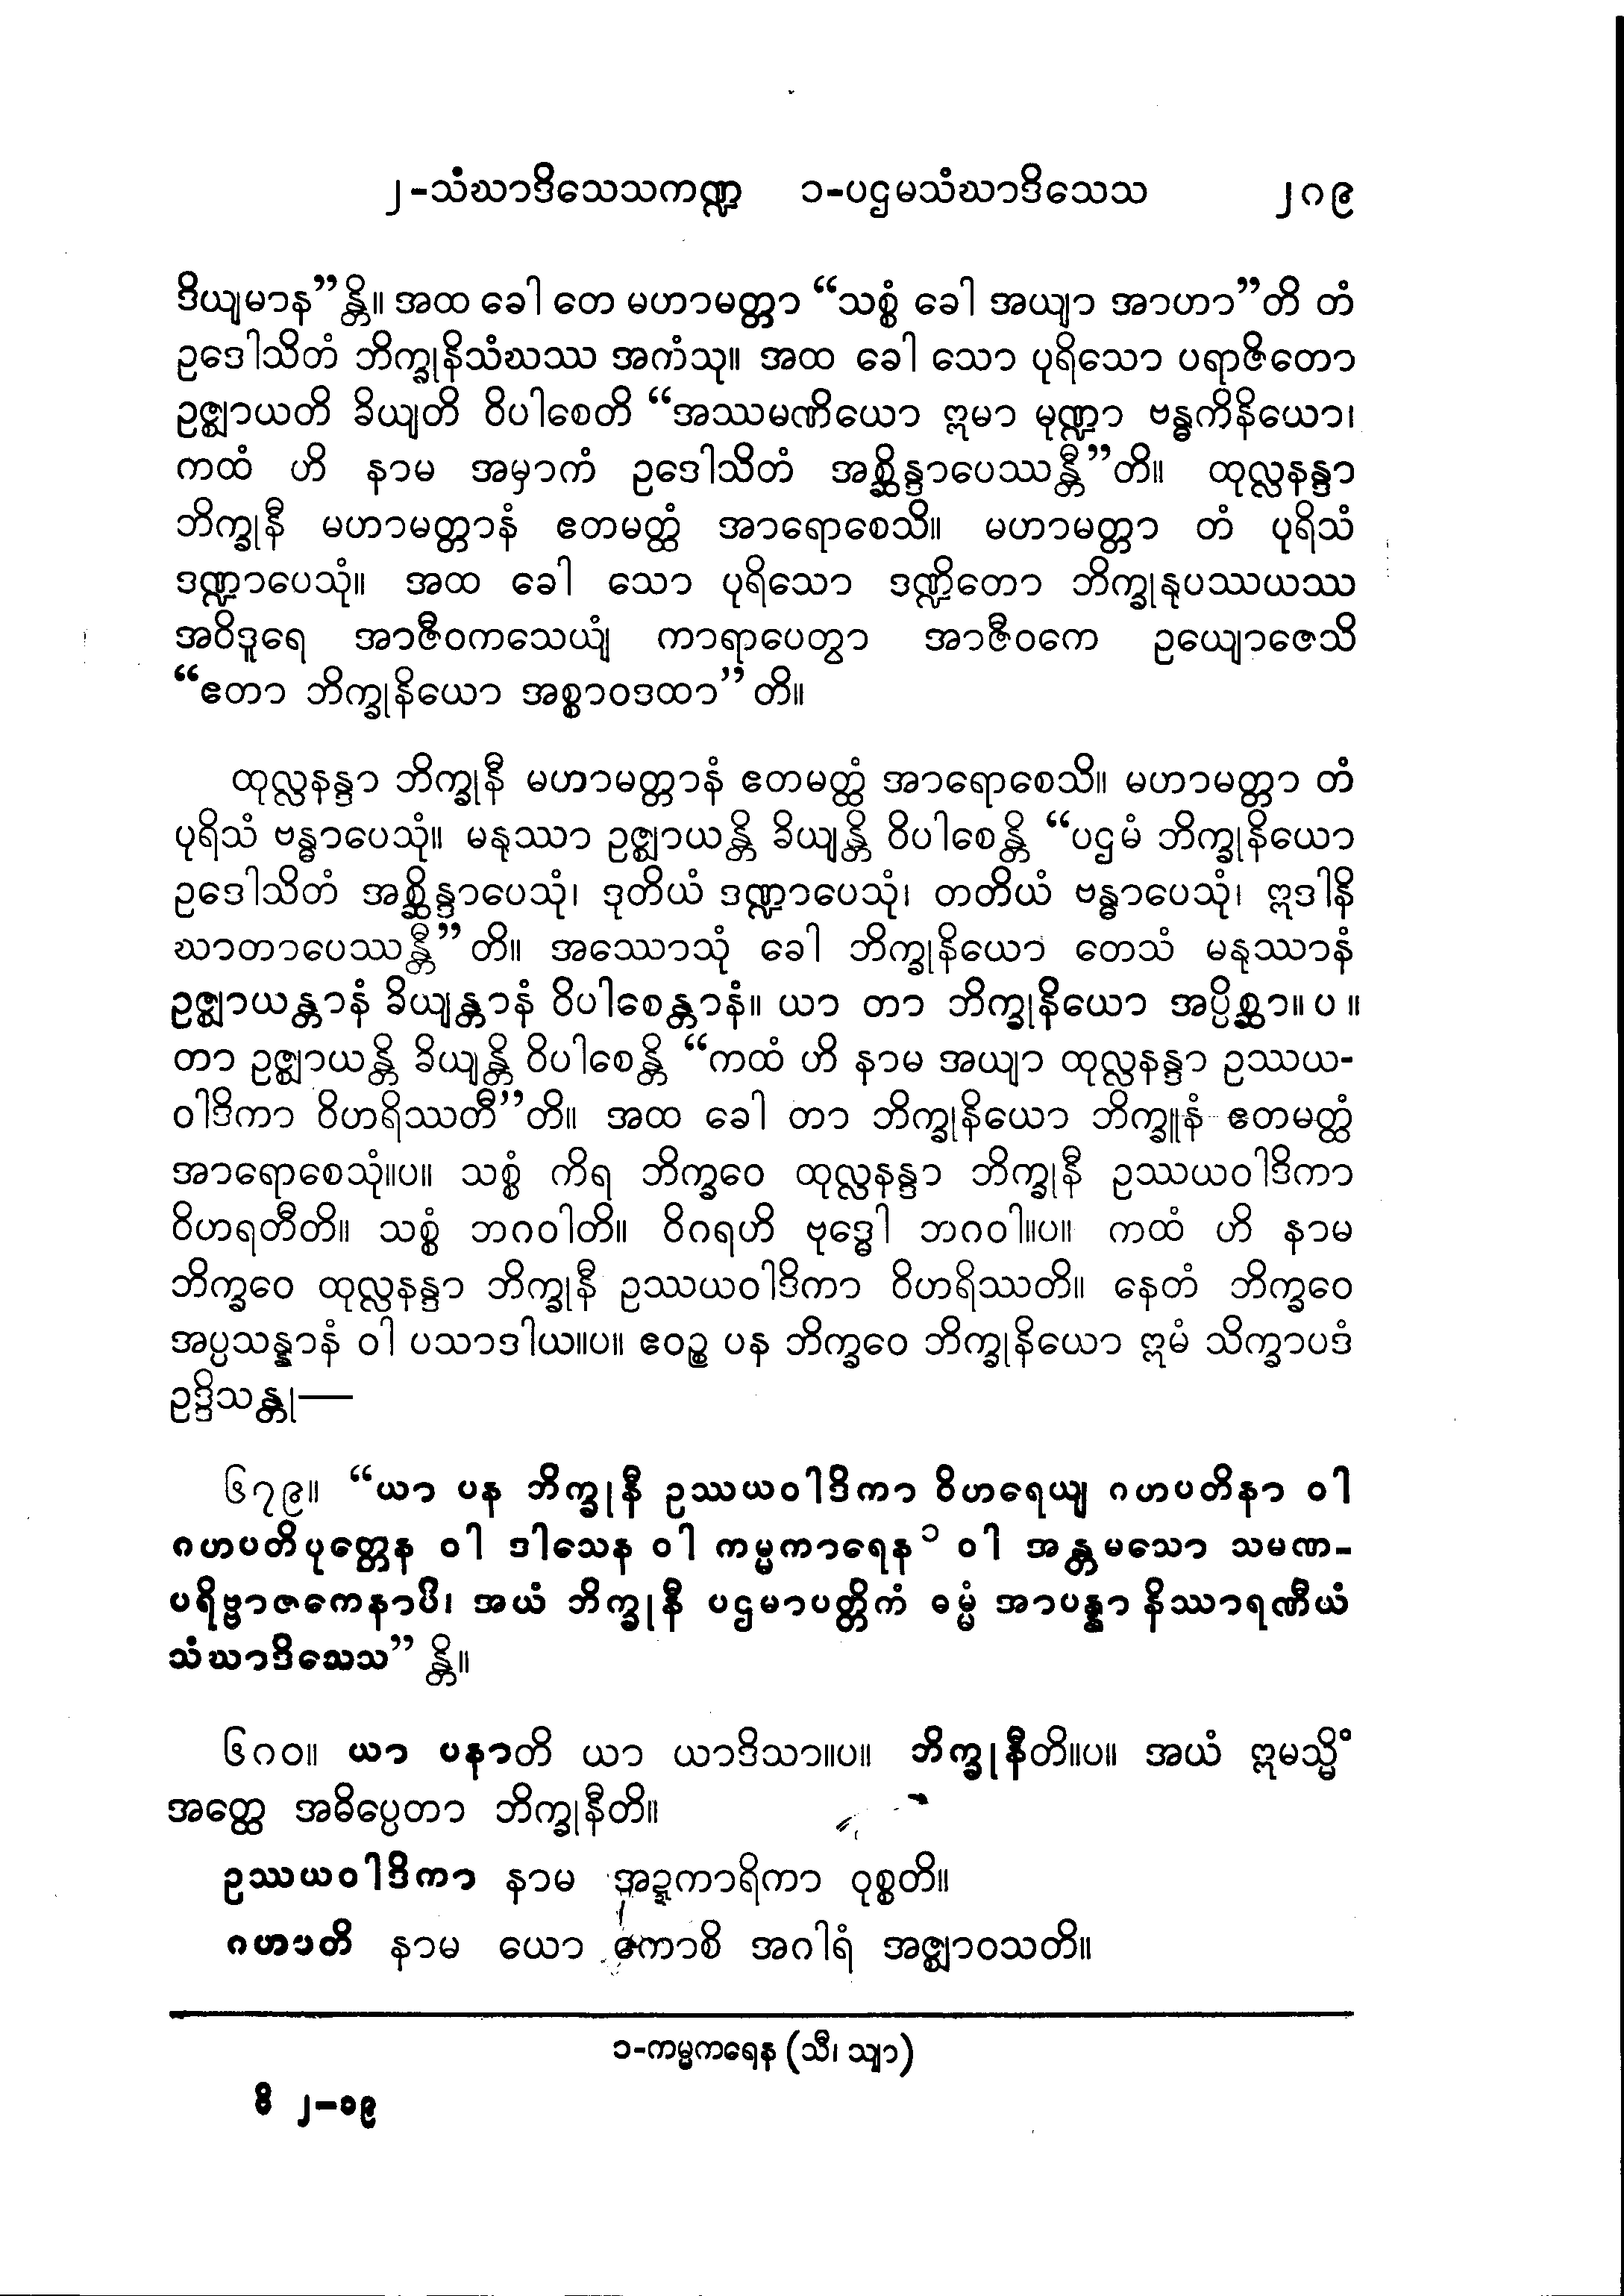 ၂-သံဃာဒိသေသကဏ္ဍ ၁-ပဌမသံဃာဒိသေသ ၂၈၉
ဒိယျမာန”န္တိ။ အထ ခေါ တေ မဟာမတ္တာ “သစ္စံ ခေါ အယျာ အာဟာ”တိ တံ
ဥဒေါသိတံ ဘိက္ခုနိသံဃဿ အကံသု။ အထ ခေါ သော ပုရိသော ပရာဇိတော
ဥဇ္ဈာယတိ ခိယျတိ ဝိပါစေတိ “အဿမဏိယော ဣမာ မုဏ္ဍာ ဗန္ဓကိနိယော၊
ကထံ ဟိ နာမ အမှာကံ ဥဒေါသိတံ အစ္ဆိန္ဒာပေဿန္တီ”တိ။ ထုလ္လနန္ဒာ
ဘိက္ခုနီ မဟာမတ္တာနံ ဧတမတ္ထံ အာရောစေသိ။ မဟာမတ္တာ တံ ပုရိသံ
ဒဏ္ဍာပေသုံ။ အထ ခေါ သော ပုရိသော ဒဏ္ဍိတော ဘိက္ခုနုပဿယဿ
အဝိဒူရေ အာဇီဝကသေယျံ ကာရာပေတွာ အာဇီဝကေ ဥယျောဇေသိ
“ဧတာ ဘိက္ခုနိယော အစ္စာဝဒထာ”တိ။
ထုလ္လနန္ဒာ ဘိက္ခုနီ မဟာမတ္တာနံ ဧတမတ္ထံ အာရောစေသိ။ မဟာမတ္တာ တံ
ပုရိသံ ဗန္ဓာပေသုံ။ မနုဿာ ဥဇ္ဈာယန္တိ ခိယျန္တိ ဝိပါစေန္တိ “ပဌမံ ဘိက္ခုနိယော
ဥဒေါသိတံ အစ္ဆိန္ဒာပေသုံ၊ ဒုတိယံ ဒဏ္ဍာပေသုံ၊ တတိယံ ဗန္ဓာပေသုံ၊ ဣဒါနိ
ဃာတာပေဿန္တီ”တိ။ အဿောသုံ ခေါ ဘိက္ခုနိယော တေသံ မနုဿာနံ
ဥဇ္ဈာယန္တာနံ ခိယျန္တာနံ ဝိပါစေန္တာနံ။ ယာ တာ ဘိက္ခုနိယော အပ္ပိစ္ဆာ။ ပ ။
တာ ဥဇ္ဈာယန္တိ ခိယျန္တိ ဝိပါစေန္တိ “ကထံ ဟိ နာမ အယျာ ထုလ္လနန္ဒာ ဥဿယ-
ဝါဒိကာ ဝိဟရိဿတီ”တိ။ အထ ခေါ တာ ဘိက္ခုနိယော ဘိက္ခူနံ ဧတမတ္ထံ
အာရောစေသုံ။ပ။ သစ္စံ ကိရ ဘိက္ခဝေ ထုလ္လနန္ဒာ ဘိက္ခုနီ ဥဿယဝါဒိကာ
ဝိဟရတီတိ။ သစ္စံ ဘဂဝါတိ။ ဝိဂရဟိ ဗုဒ္ဓေါ ဘဂဝါ။ပ။ ကထံ ဟိ နာမ
ဘိက္ခဝေ ထုလ္လနန္ဒာ ဘိက္ခုနီ ဥဿယဝါဒိကာ ဝိဟရိဿတိ။ နေတံ ဘိက္ခဝေ
အပ္ပသန္နာနံ ဝါ ပသာဒါယ။ပ။ ဧဝဉ္စ ပန ဘိက္ခဝေ ဘိက္ခုနိယော ဣမံ သိက္ခာပဒံ
ဥဒ္ဒိသန္တု—
၆၇၉။ “ယာ ပန ဘိက္ခုနီ ဥဿယဝါဒိကာ ဝိဟရေယျ ဂဟပတိနာ ဝါ
ဂဟပတိပုတ္တေန ဝါ ဒါသေန ဝါ ကမ္မကာရေန၁ ဝါ အန္တမသော သမဏ-
ပရိဗ္ဗာဇကေနာပိ၊ အယံ ဘိက္ခုနီ ပဌမာပတ္တိကံ ဓမ္မံ အာပန္နာ နိဿာရဏီယံ
သံဃာဒိသေသ”န္တိ။
၆၈၀။ ယာ ပနာတိ ယာ ယာဒိသာ။ပ။ ဘိက္ခုနီတိ။ပ။ အယံ ဣမသ္မိံ
အတ္ထေ အဓိပ္ပေတာ ဘိက္ခုနီတိ။
ဥဿယဝါဒိကာ နာမ အဍ္ဍကာရိကာ ဝုစ္စတိ။
ဂဟပတိ နာမ ယော ကောစိ အဂါရံ အဇ္ဈာဝသတိ။
၁-ကမ္မကရေန (သီ၊ သျာ)
ဝိ ၂-၁၉